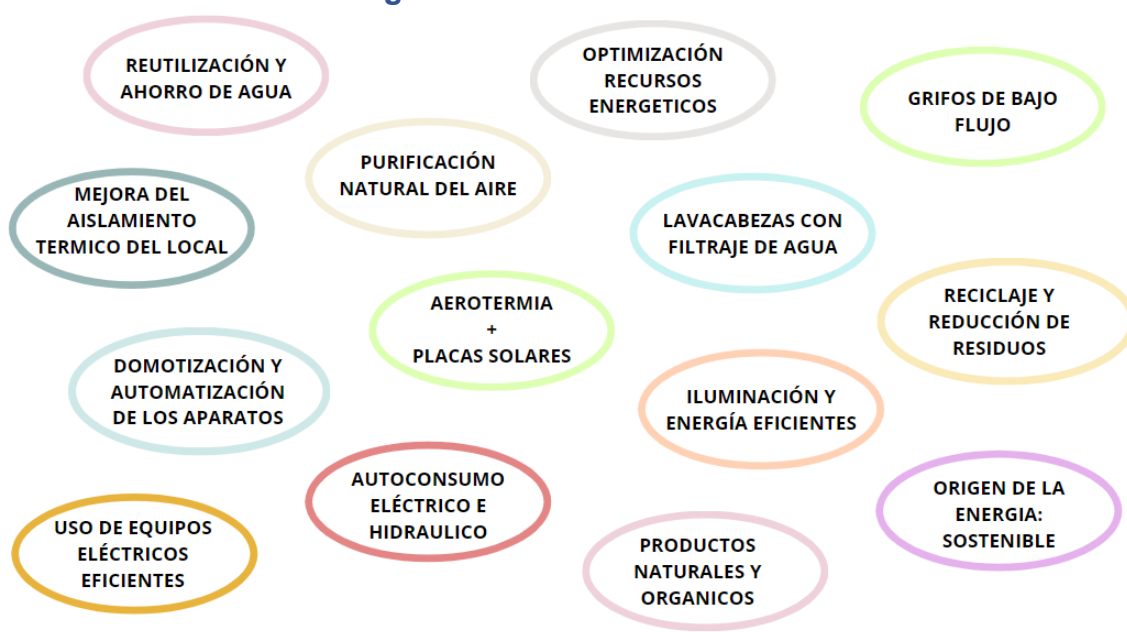 REUTILIZACIÓN Y
AHORRO DE AGUA
OPTIMIZACIÓN
RECURSOS
ENERGETICOS
GRIFOS DE BAJO
FLUJO
PURIFICACIÓN
NATURAL DEL AIRE
MEJORA DEL
AISLAMIENTO
TERMICO DEL LOCAL
LAVACABEZAS CON
FILTRAJE DE AGUA
AEROTERMIA
+
PLACAS SOLARES
RECICLAJE Y
REDUCCIÓN DE
RESIDUOS
DOMOTIZACIÓN Y
AUTOMATIZACIÓN
DE LOS APARATOS
ILUMINACIÓN Y
ENERGÍA EFICIENTES
AUTOCONSUMO
ELÉCTRICO E
HIDRAULICO
ORIGEN DE LA
ENERGIA:
SOSTENIBLE
USO DE EQUIPOS
ELÉCTRICOS
EFICIENTES
PRODUCTOS
NATURALES Y
ORGANICOS